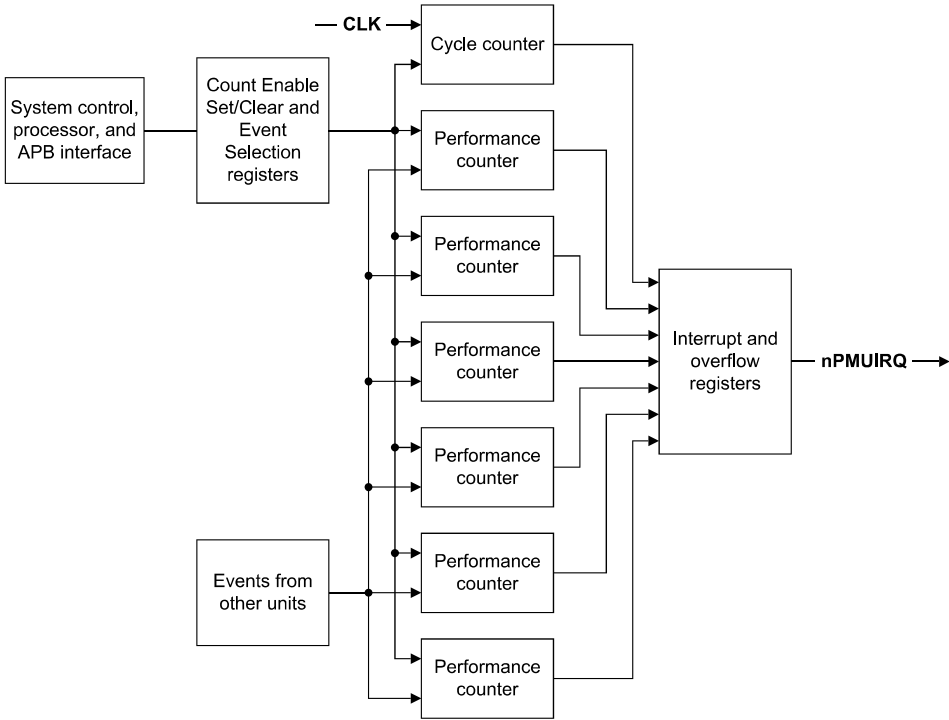 CLK
Cycle counter
System control,
processor, and
APB interface
Count Enable
Set/Clear and
Event
Selection
registers
Performance
counter
Performance
counter
Performance
counter
Performance
counter
Performance
counter
Performance
counter
Events from
other units
Interrupt and
overflow
registers
nPMUIRQ